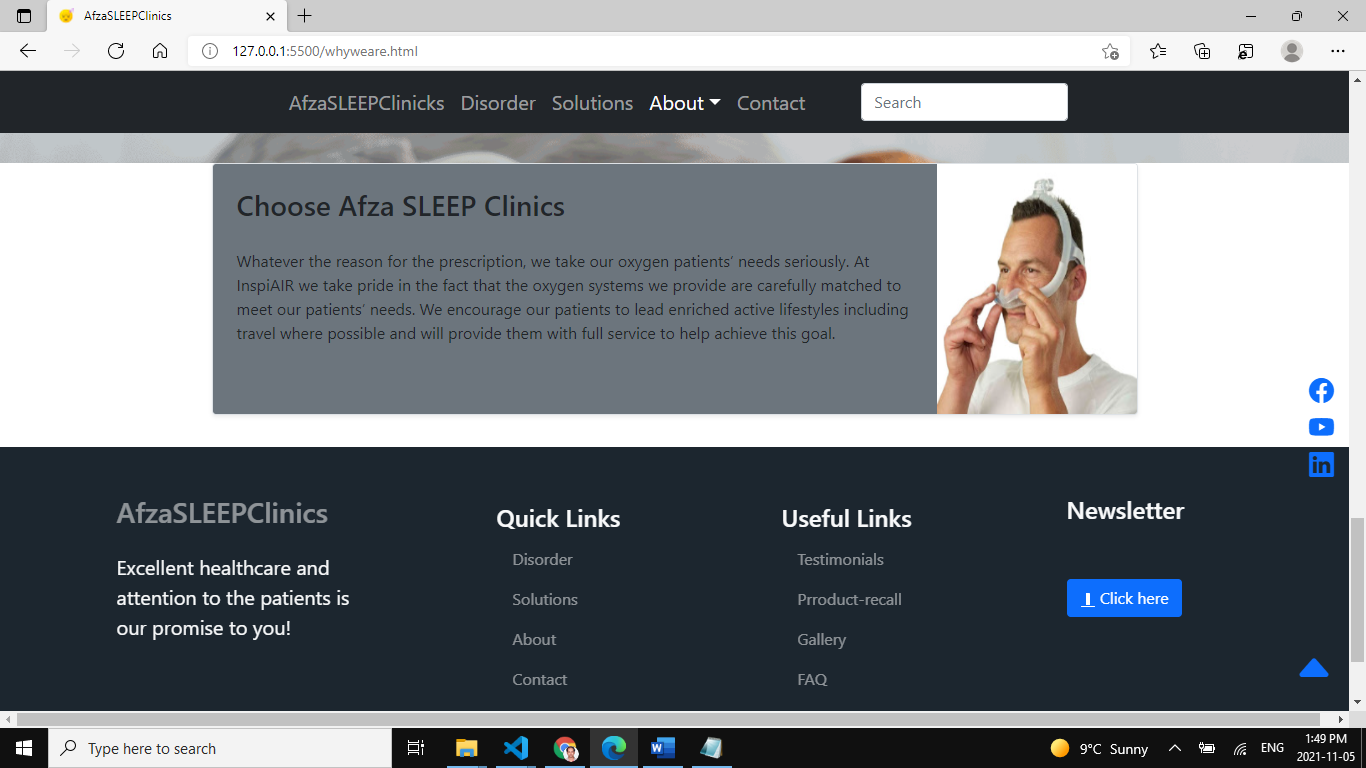 AfzaSLEEPClinics
127.0.0.1:5500/whyweare.html
AfzaSLEEPClinicks Disorder Solutions About Contact Search
Choose Afza SLEEP Clinics
Whatever the reason for the prescription, we take our oxygen patients’ needs seriously. At
InspiAIR we take pride in the fact that the oxygen systems we provide are carefully matched to
meet our patients’ needs. We encourage our patients to lead enriched active lifestyles including
travel where possible and will provide them with full service to help achieve this goal.
AfzaSLEEPClinics
Excellent healthcare and
attention to the patients is
our promise to you!
Quick Links
Disorder
Solutions
About
Contact
Useful Links
Testimonials
Prroduct-recall
Gallery
FAQ
Newsletter
Click here
Type here to search
9°C Sunny
ENG
1:49 PM
2021-11-05